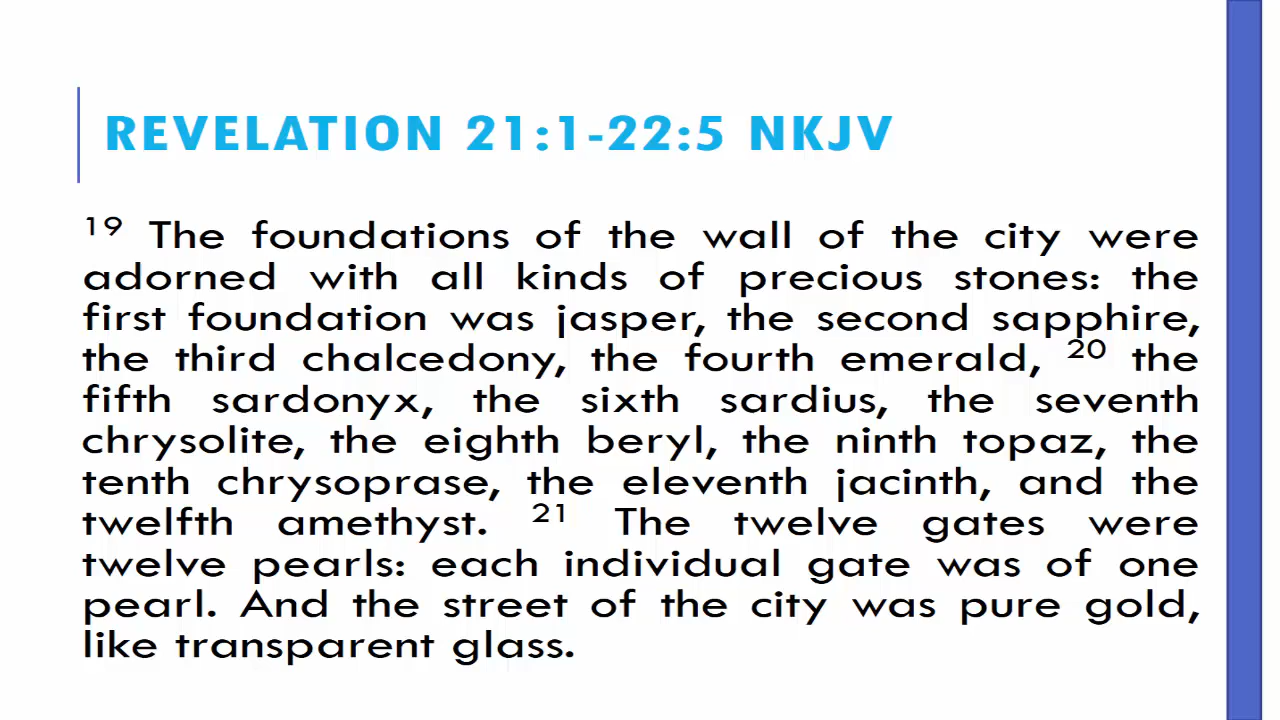 REVELATION 21:1-22:5 NKJV
19 The foundations of the wall of the city were
adorned with all kinds of precious stones: the
first foundation was jasper, the second sapphire,
the third chalcedony, the fourth emerald, 20 the
fifth sardonyx, the sixth sardius, the seventh
chrysolite, the eighth beryl, the ninth topaz, the
tenth chrysoprase, the eleventh jacinth, and the
twelfth amethyst. 21 The twelve gates were
twelve pearls: each individual gate was of one
pearl. And the street of the city was pure gold,
like transparent glass.